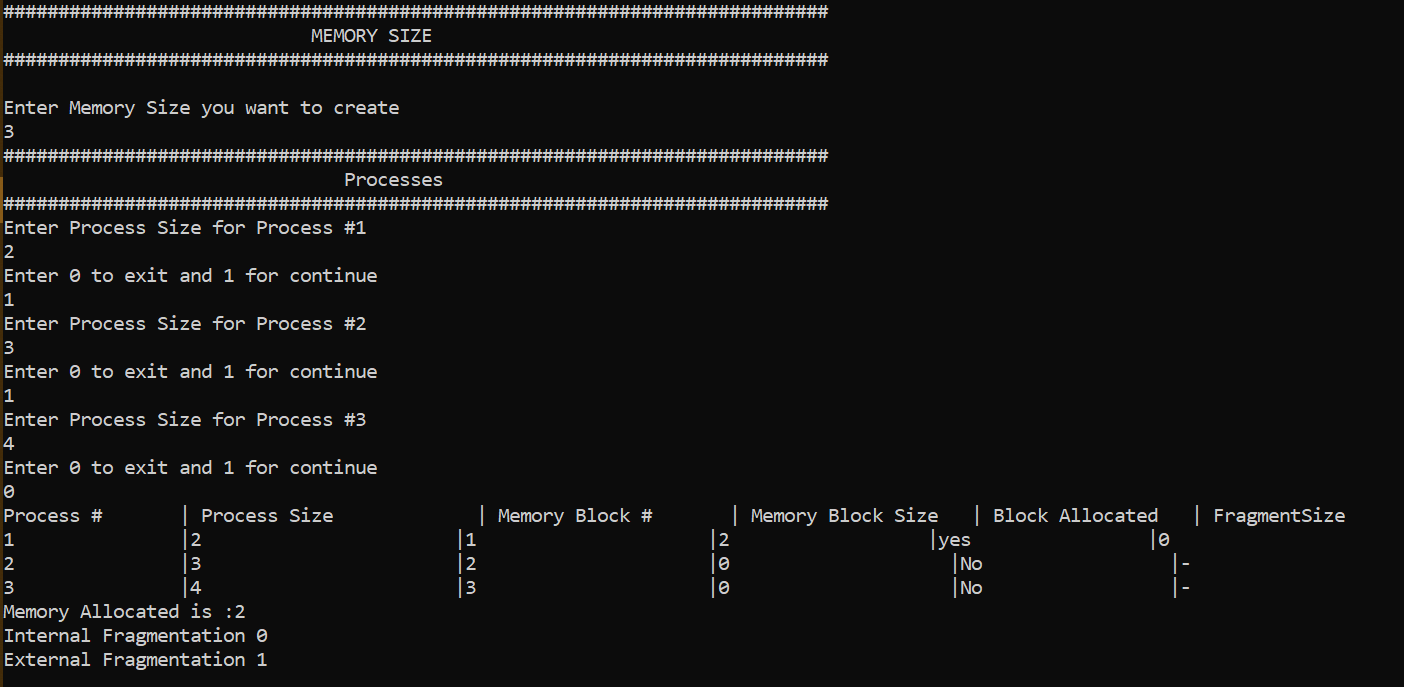 ###########################################################################
MEMORY SIZE
###########################################################################
Enter Memory Size you want to create
3
###########################################################################
Processes
###########################################################################
Enter Process Size for Process #1
2
Enter 0 to exit and 1 for continue
1
Enter Process Size for Process #2
3
Enter 0 to exit and 1 for continue
1
Enter Process Size for Process #3
4
Enter 0 to exit and 1 for continue
0
Process # | Process Size | Memory Block # | Memory Block Size | Block Allocated | FragmentSize
1 |2 |1 |2 |yes |0
2 |3 |2 |0 |No |-
3 |4 |3 |0 |No |-
Memory Allocated is :2
Internal Fragmentation 0
External Fragmentation 1